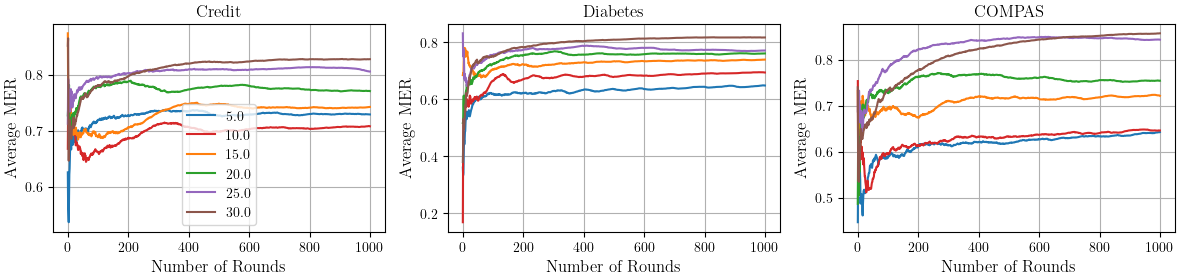 Credit
Average MER
0.8
0.7
0.6
0 200 400 600 800 1000
Number of Rounds
5.0
10.0
15.0
20.0
25.0
30.0
Diabetes
Average MER
0.8
0.6
0.4
0.2
0 200 400 600 800 1000
Number of Rounds
COMPAS
Average MER
0.8
0.7
0.6
0.5
0 200 400 600 800 1000
Number of Rounds